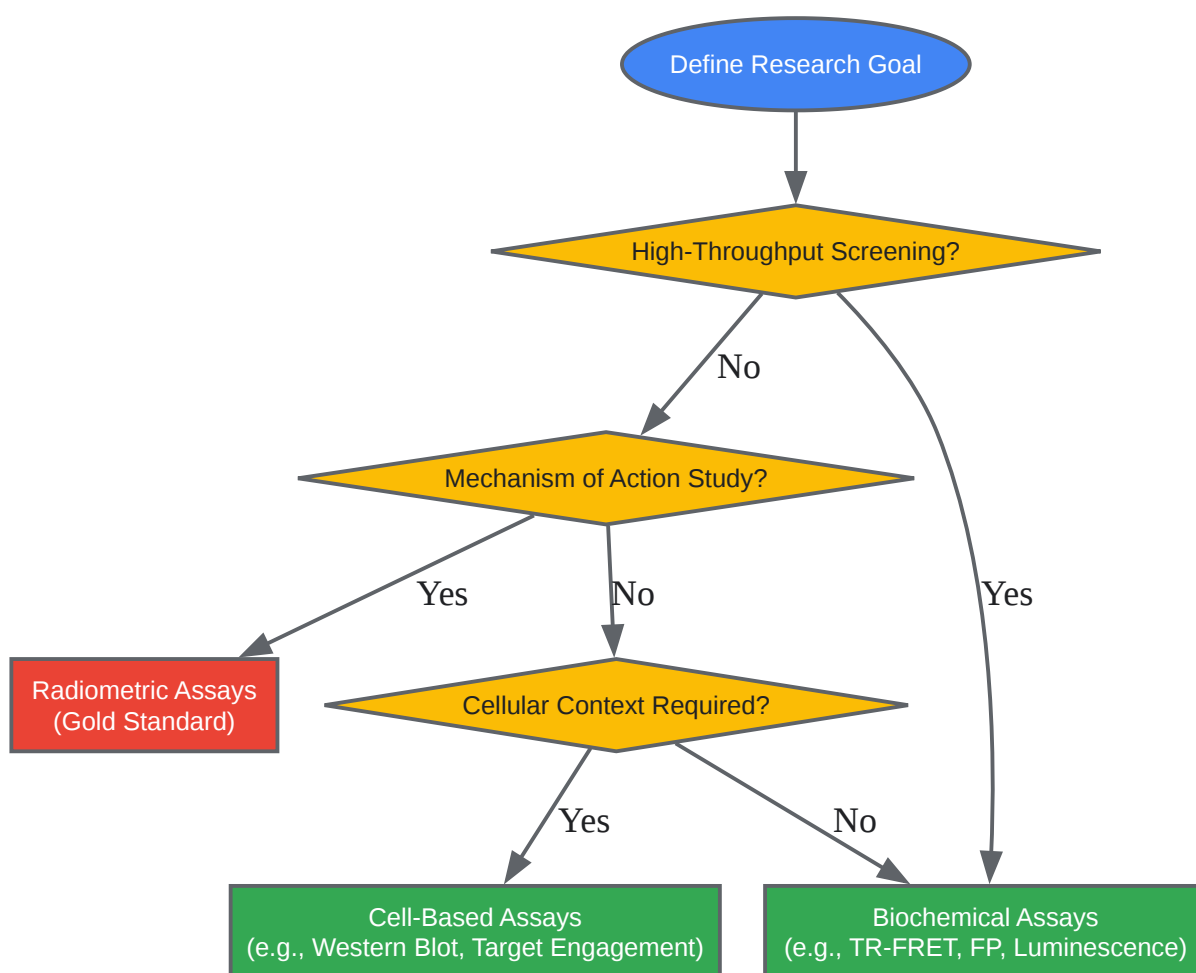 Define Research Goal
High-Throughput Screening?
No
Mechanism of Action Study?
Yes
No
Yes
Radiometric Assays
(Gold Standard)
Cellular Context Required?
Yes
No
Cell-Based Assays
(e.g., Western Blot, Target Engagement)
Biochemical Assays
(e.g., TR-FRET, FP, Luminescence)